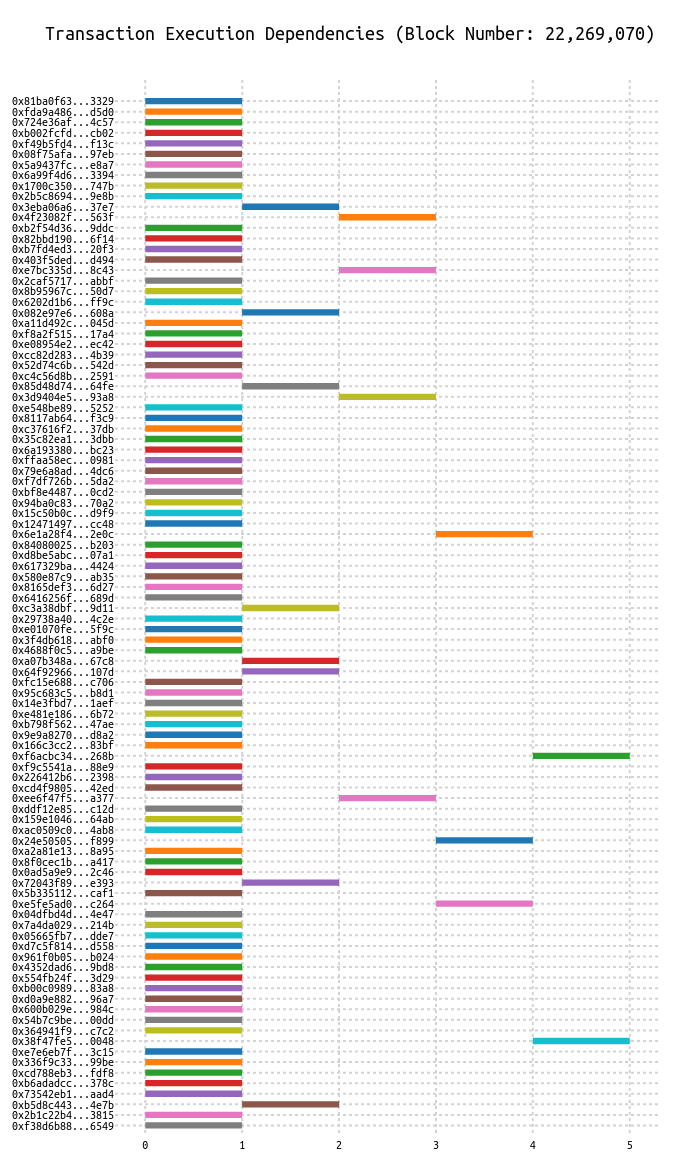 Transaction Execution Dependencies (Block Number: 22,269,070)
0x81ba0f63...3329
0xfda9a486...d5d0
0x724e36af...4c57
0xb002fcfd...cb02
0xf49b5fd4...f13c
0x08f75afa...97eb
0x5a9437fc...e8a7
0x6a99f4d6...3394
0x1700c350...747b
0x2b5c8694...9e8b
0x3eba06a6...37e7
0x4f23082f...563f
0xb2f54d36...9ddc
0x82bbd190...6f14
0xb7fd4ed3...20f3
0x403f5ded...d494
0xe7bc335d...8c43
0x2caf5717...abbf
0x8b95967c...50d7
0x6202d1b6...ff9c
0x082e97e6...608a
0xa11d492c...045d
0xf8a2f515...17a4
0xe08954e2...ec42
0xcc82d283...4b39
0x52d74c6b...542d
0xc4c56d8b...2591
0x85d48d74...64fe
0x3d9404e5...93a8
0xe548be89...5252
0x8117ab64...f3c9
0xc37616f2...37db
0x35c82ea1...3dbb
0x6a193380...bc23
0xffaa58ec...0981
0x79e6a8ad...4dc6
0xf7df726b...5da2
0xbf8e4487...0cd2
0x94ba0c83...70a2
0x15c50b0c...d9f9
0x12471497...cc48
0x6e1a28f4...2e0c
0x84080025...b203
0xd8be5abc...07a1
0x617329ba...4424
0x580e87c9...ab35
0x8165def3...6d27
0x6416256f...689d
0xc3a38dbf...9d11
0x29738a40...4c2e
0xe01070fe...5f9c
0x3f4db618...abf0
0x4688f0c5...a9be
0xa07b348a...67c8
0x64f92966...107d
0xfc15e688...c706
0x95c683c5...b8d1
0x14e3fbd7...1aef
0xe481e186...6b72
0xb798f562...47ae
0x9e9a8270...d8a2
0x166c3cc2...83bf
0xf6acbc34...268b
0xf9c5541a...88e9
0x226412b6...2398
0xcd4f9805...42ed
0xee6f47f5...a377
0xddf12e85...c12d
0x159e1046...64ab
0xac0509c0...4ab8
0x24e50505...f899
0xa2a81e13...8a95
0x8f0cec1b...a417
0x0ad5a9e9...2c46
0x72043f89...e393
0x5b335112...caf1
0xe5fe5ad0...c264
0x04dfbd4d...4e47
0x7a4da029...214b
0x05665fb7...dde7
0xd7c5f814...d558
0x961f0b05...b024
0x4352dad6...9bd8
0x554fb24f...3d29
0xb00c0989...83a8
0xd0a9e882...96a7
0x600b029e...984c
0x54b7c9be...00dd
0x364941f9...c7c2
0x38f47fe5...0048
0xe7e6eb7f...3c15
0x336f9c33...99be
0xcd788eb3...fdf8
0xb6adadcc...378c
0x73542eb1...aad4
0xb5d8c443...4e7b
0x2b1c22b4...3815
0xf38d6b88...6549
0 1 2 3 4 5